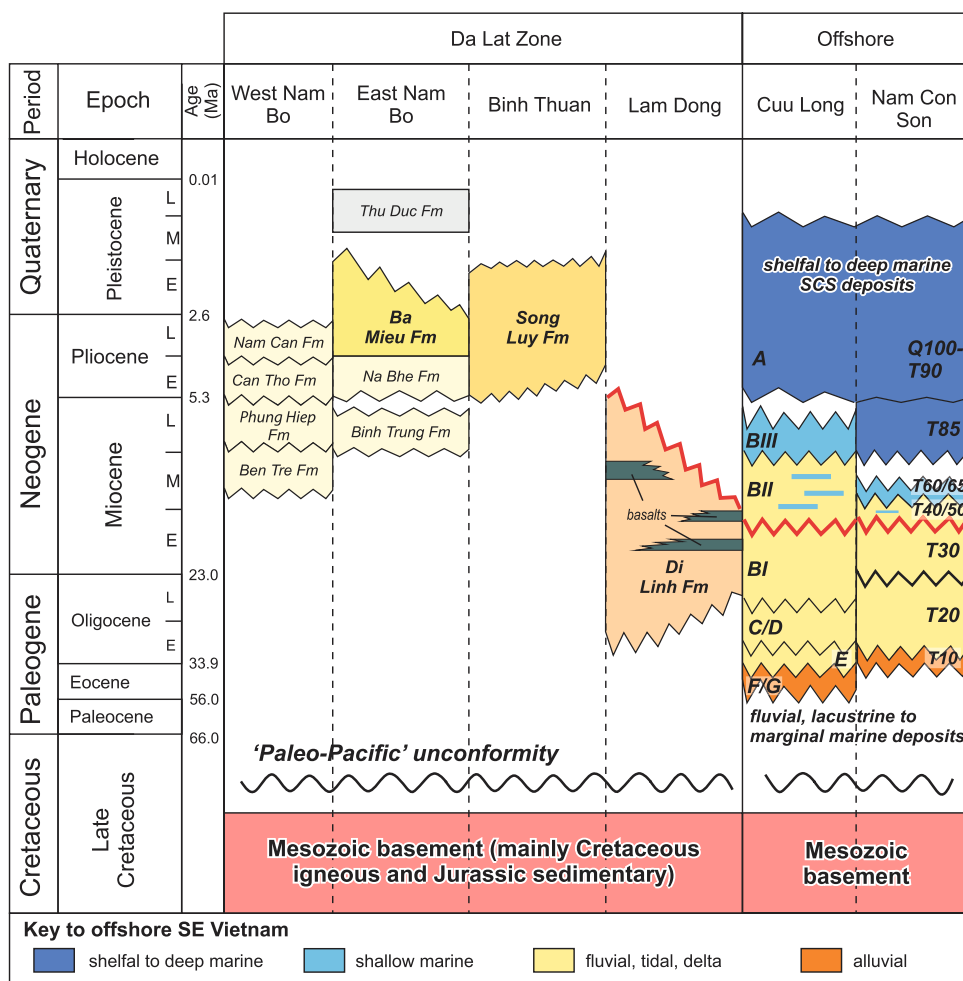 Da Lat Zone
Offshore
Period
Epoch
Age
(Ma)
West Nam
Bo
East Nam
Bo
Binh Thuan
Lam Dong
Cuu Long
Nam Con
Son
Quaternary
Neogene
Paleogene
Cretaceous
Holocene
Pleistocene
L
M
E
Pliocene
L
E
Miocene
L
M
E
Oligocene
L
E
Eocene
Paleocene
Late
Cretaceous
0.01
2.6
5.3
23.0
33.9
56.0
66.0
Nam Can Fm
Can Tho Fm
Phung Hiep
Fm
Ben Tre Fm
Thu Duc Fm
Ba
Mieu Fm
Na Bhe Fm
Binh Trung Fm
Song
Luy Fm
basalts
Di
Linh Fm
shelfal to deep marine
SCS deposits
A
BIII
BII
BI
C/D
E
F/G
Q100-
T90
T85
T60/65
T40/50
T30
T20
T10
fluvial, lacustrine to
marginal marine deposits
‘Paleo-Pacific’ unconformity
Mesozoic basement (mainly Cretaceous
igneous and Jurassic sedimentary)
Mesozoic
basement
Key to offshore SE Vietnam
shelfal to deep marine
shallow marine
fluvial, tidal, delta
alluvial